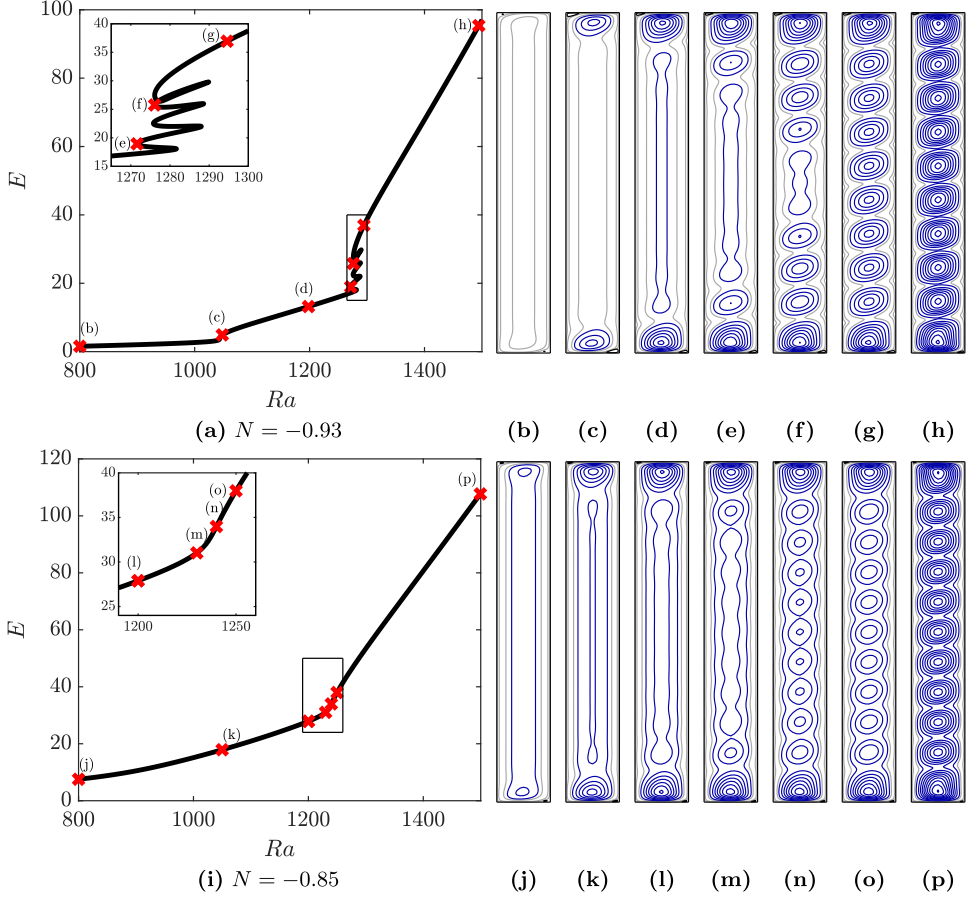 100
80
60
40
20
0
E
800
1000
1200
1400
Ra
(b)
(c)
(d)
(h)
40
35
30
25
20
15
1270
1280
1290
1300
(e)
(f)
(g)
(a) N = −0.93
(b) (c) (d) (e) (f) (g) (h)
120
100
80
60
40
20
0
E
800
1000
1200
1400
Ra
(j)
(k)
(p)
40
35
30
25
1200
1250
(l)
(m)
(n)
(o)
(i) N = −0.85
(j) (k) (l) (m) (n) (o) (p)